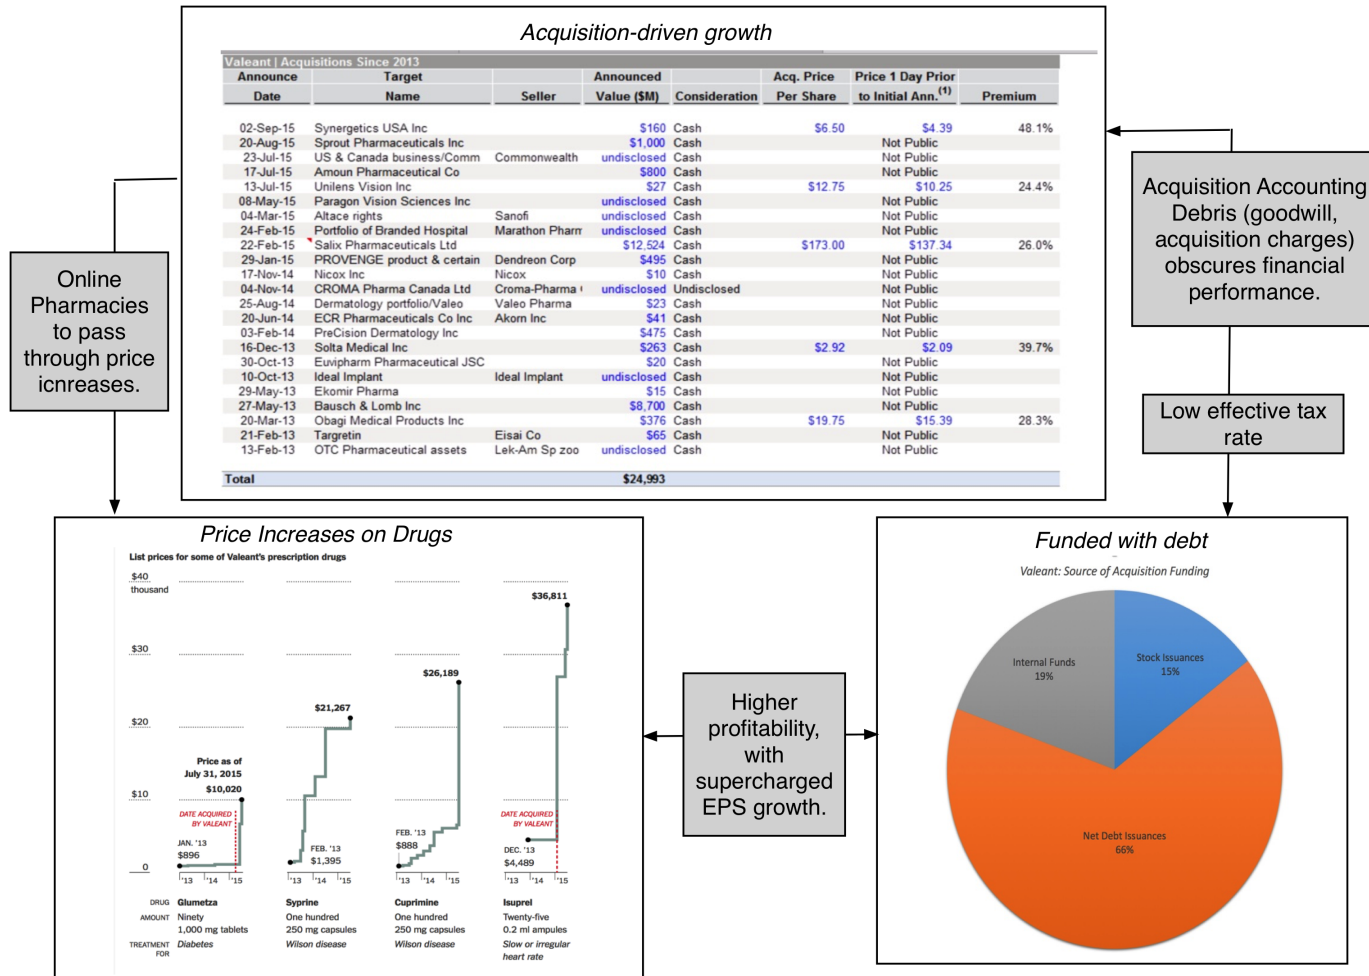 Acquisition-driven growth
Valeant | Acquisitions Since 2013
Announce Target Announced Acq. Price Price 1 Day Prior
Date Name Seller Value ($M) Consideration Per Share to Initial Ann.(1) Premium
02-Sep-15 Synergetics USA Inc $160 Cash $6.50 $4.39 48.1%
20-Aug-15 Sprout Pharmaceuticals Inc $1,000 Cash Not Public
23-Jul-15 US & Canada business/Comm Commonwealth undisclosed Cash Not Public
17-Jul-15 Amoun Pharmaceutical Co $800 Cash Not Public
13-Jul-15 Unilens Vision Inc $27 Cash $12.75 $10.25 24.4%
08-May-15 Paragon Vision Sciences Inc undisclosed Cash Not Public
04-Mar-15 Altace rights Sanofi undisclosed Cash Not Public
24-Feb-15 Portfolio of Branded Hospital Marathon Pharm undisclosed Cash Not Public
22-Feb-15 Salix Pharmaceuticals Ltd $12,524 Cash $173.00 $137.34 26.0%
29-Jan-15 PROVENGE product & certain Dendreon Corp $495 Cash Not Public
17-Nov-14 Nicox Inc Nicox $10 Cash Not Public
04-Nov-14 CROMA Pharma Canada Ltd Croma-Pharma undisclosed Undisclosed Not Public
25-Aug-14 Dermatology portfolio/Valeo Valeo Pharma $23 Cash Not Public
20-Jun-14 ECR Pharmaceuticals Co Inc Akorn Inc $41 Cash Not Public
03-Feb-14 PreCision Dermatology Inc $475 Cash Not Public
16-Dec-13 Solta Medical Inc $263 Cash $2.92 $2.09 39.7%
30-Oct-13 Euvipharm Pharmaceutical JSC $20 Cash Not Public
10-Oct-13 Ideal Implant Ideal Implant undisclosed Cash Not Public
29-May-13 Ekomir Pharma $15 Cash Not Public
27-May-13 Bausch & Lomb Inc $8,700 Cash Not Public
20-Mar-13 Obagi Medical Products Inc $376 Cash $19.75 $15.39 28.3%
21-Feb-13 Targretin Eisai Co $65 Cash Not Public
13-Feb-13 OTC Pharmaceutical assets Lek-Am Sp zoo undisclosed Cash Not Public
Total $24,993
Online
Pharmacies
to pass
through price
icnreases.
Acquisition Accounting
Debris (goodwill,
acquisition charges)
obscures financial
performance.
Low effective tax
rate
Price Increases on Drugs
List prices for some of Valeant's prescription drugs
$40
thousand
$30
$20
$10
0
Price as of
July 31, 2015
$10,020
DATE ACQUIRED
BY VALEANT
JAN. '13
$896
'13 '14 '15
$21,267
FEB. '13
$1,395
'13 '14 '15
$26,189
FEB. '13
$888
'13 '14 '15
$36,811
DATE ACQUIRED
BY VALEANT
DEC. '13
$4,489
'13 '14 '15
DRUG Glumetza Syprine Cuprimine Isuprel
AMOUNT Ninety One hundred One hundred Twenty-five
1,000 mg tablets 250 mg capsules 250 mg capsules 0.2 ml ampules
TREATMENT Diabetes Wilson disease Wilson disease Slow or irregular
FOR heart rate
Higher
profitability,
with
supercharged
EPS growth.
Funded with debt
Valeant: Source of Acquisition Funding
Internal Funds
19%
Stock Issuances
15%
Net Debt Issuances
66%